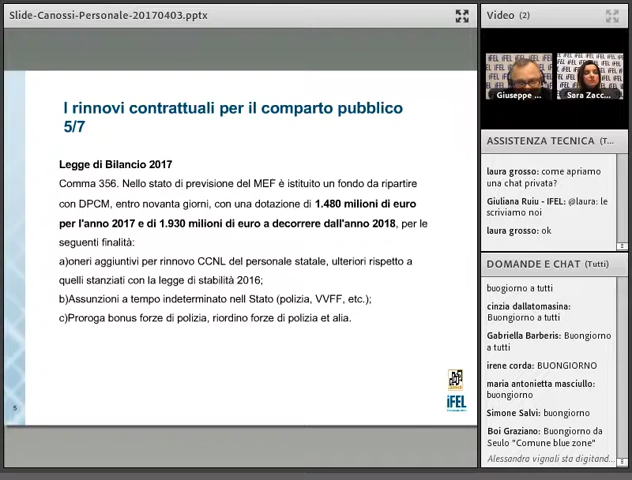 Slide-Canossi-Personale-20170403.pptx
I rinnovi contrattuali per il comparto pubblico
5/7
Legge di Bilancio 2017
Comma 356. Nello stato di previsione del MEF è istituito un fondo da ripartire
con DPCM, entro novanta giorni, con una dotazione di 1.480 milioni di euro
per l'anno 2017 e di 1.930 milioni di euro a decorrere dall'anno 2018, per le
seguenti finalità:
a)oneri aggiuntivi per rinnovo CCNL del personale statale, ulteriori rispetto a
quelli stanziati con la legge di stabilità 2016;
b)Assunzioni a tempo indeterminato nell Stato (polizia, VVFF, etc.);
c)Proroga bonus forze di polizia, riordino forze di polizia et alia.
5
iFEL
Video (2)
Giuseppe ...
Sara Zacc...
ASSISTENZA TECNICA (T...
laura grosso: come apriamo
una chat privata?
Giuliana Ruiu - IFEL: @laura: le
scriviamo noi
laura grosso: ok
DOMANDE E CHAT (Tutti)
buogiorno a tutti
cinzia dallatomasina:
Buongiorno a tutti
Gabriella Barberis: Buongiorno
a tutti
irene corda: BUONGIORNO
maria antonietta masciullo:
buongiorno
Simone Salvi: buongiorno
Boi Graziano: Buongiorno da
Seulo "Comune blue zone"
Alessandra vignali sta digitand...